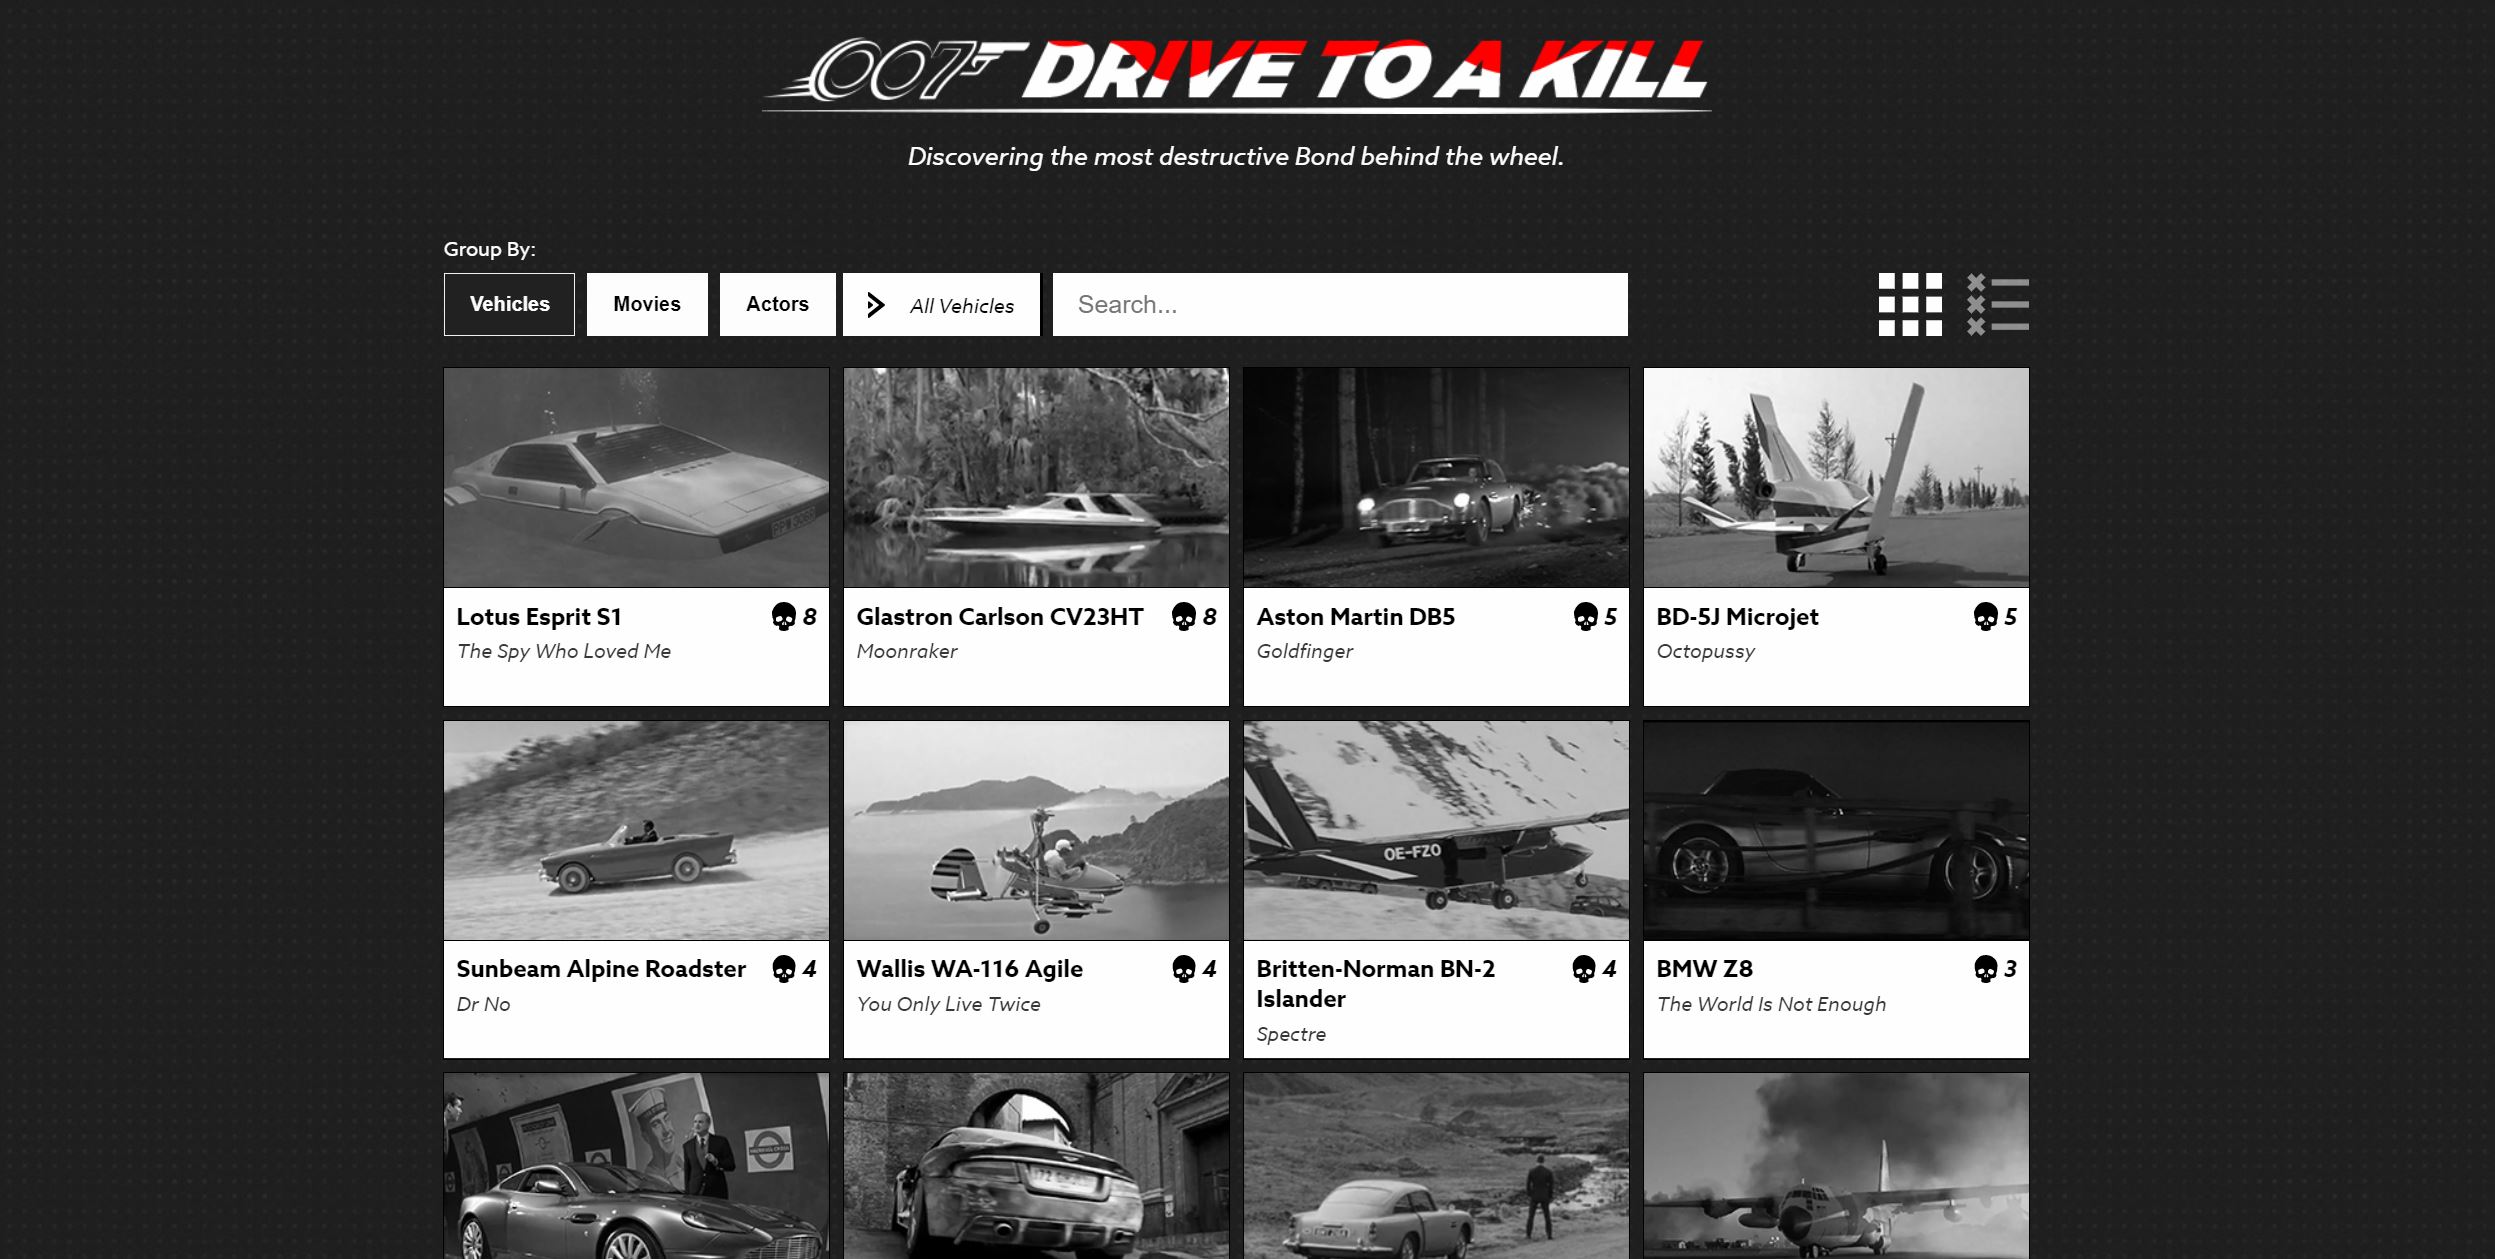 007 DRIVE TO A KILL
Discovering the most destructive Bond behind the wheel.
Group By:
Vehicles
Movies
Actors
All Vehicles
Search...
Lotus Esprit S1
8
The Spy Who Loved Me
Glastron Carlson CV23HT
8
Moonraker
Aston Martin DB5
5
Goldfinger
BD-5J Microjet
5
Octopussy
OE-FZO
Sunbeam Alpine Roadster
4
Dr No
Wallis WA-116 Agile
4
You Only Live Twice
Britten-Norman BN-2
Islander
4
Spectre
BMW Z8
3
The World Is Not Enough